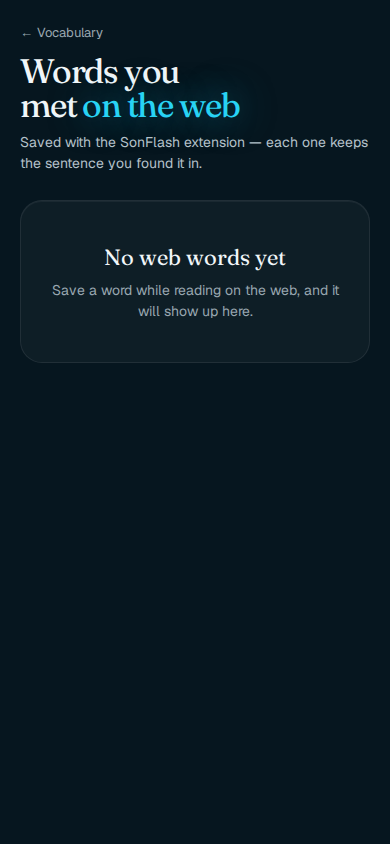 ← Vocabulary
Words you
met on the web
Saved with the SonFlash extension — each one keeps
the sentence you found it in.
No web words yet
Save a word while reading on the web, and it
will show up here.